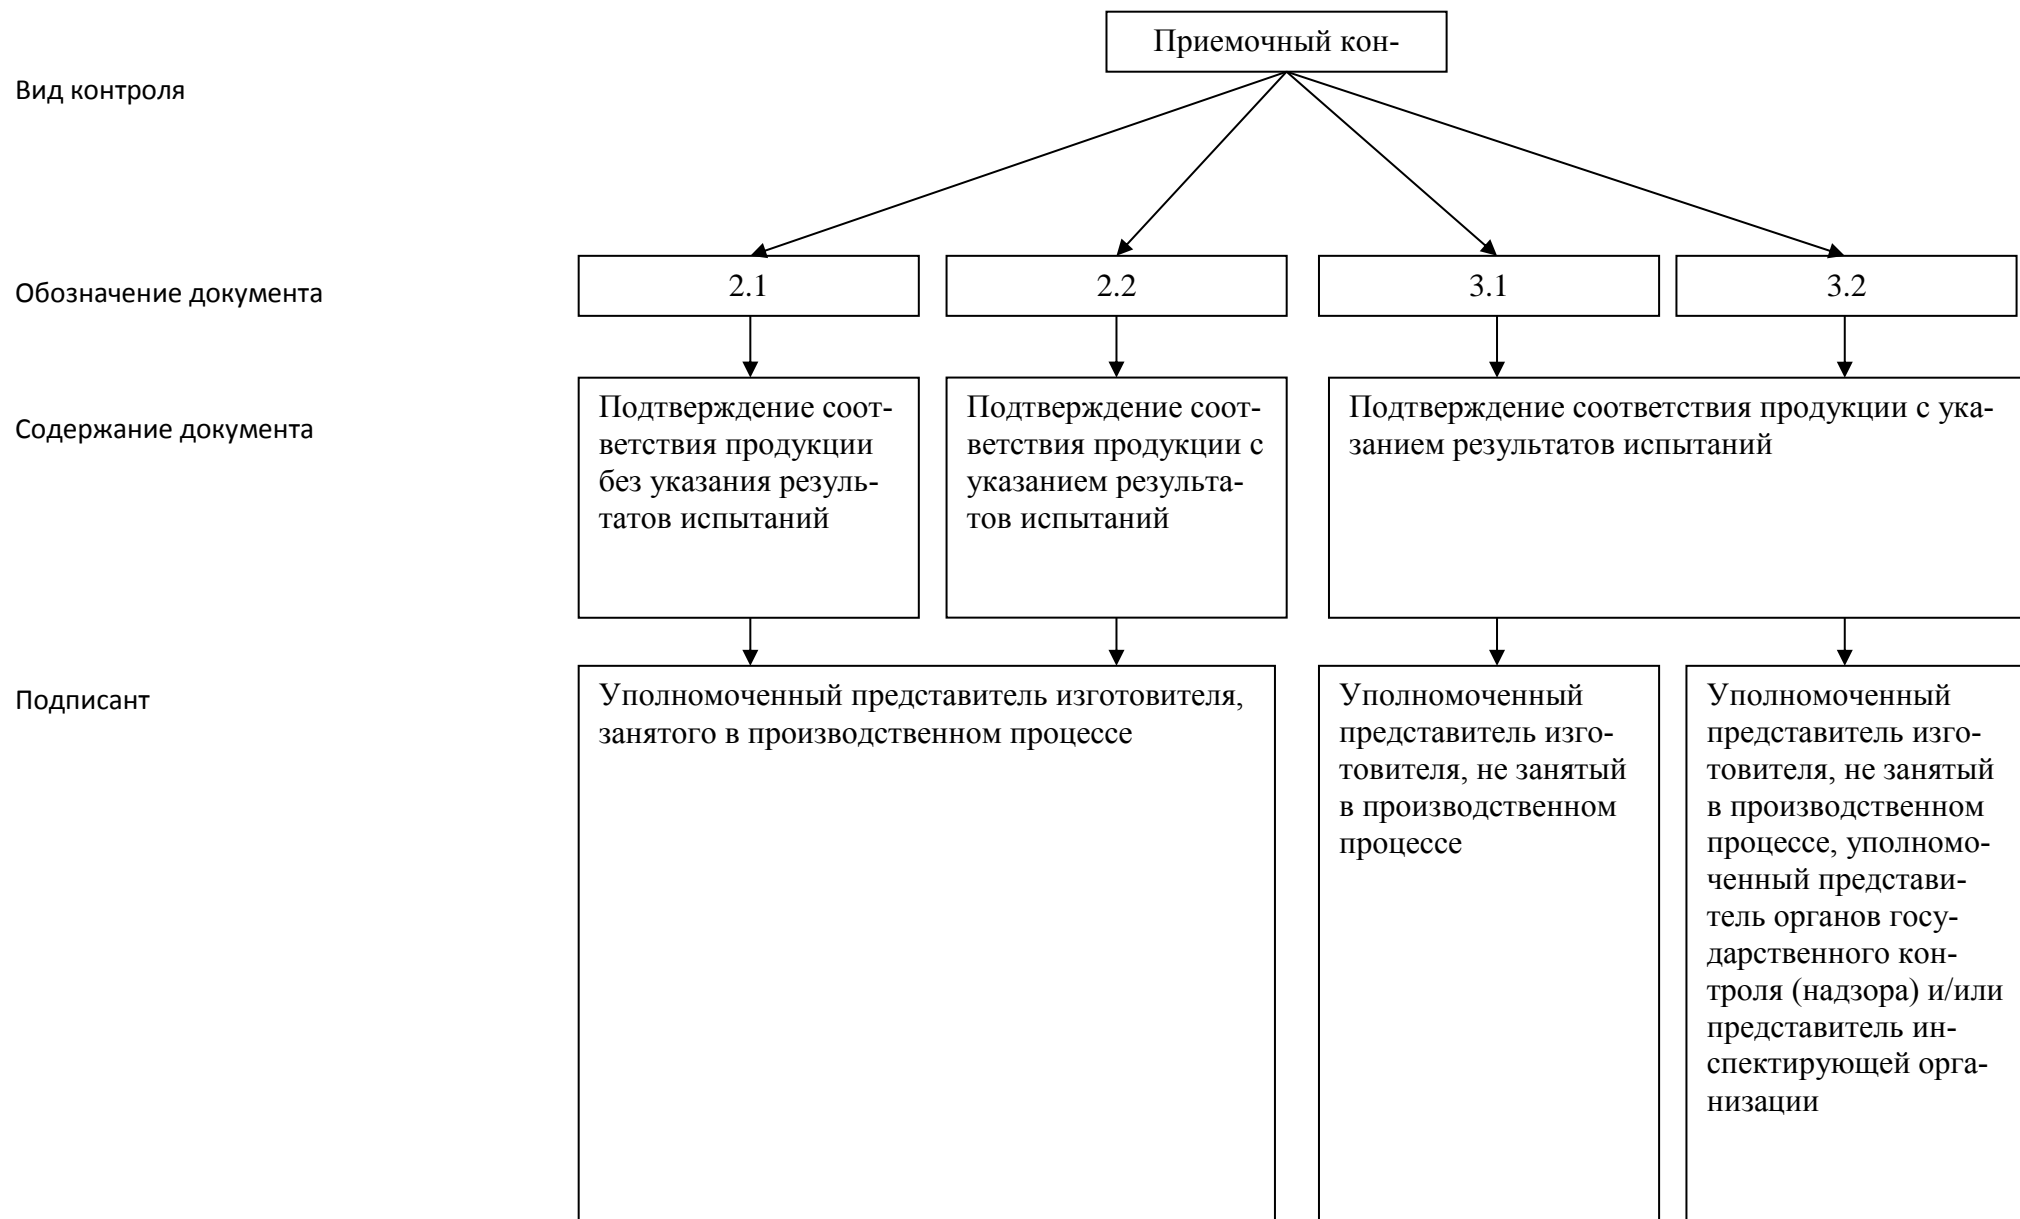 Приемочный кон-
Вид контроля
Обозначение документа
2.1
2.2
3.1
3.2
Содержание документа
Подтверждение соот-
ветствия продукции
без указания резуль-
татов испытаний
Подтверждение соот-
ветствия продукции с
указанием результа-
тов испытаний
Подтверждение соответствия продукции с ука-
занием результатов испытаний
Подписант
Уполномоченный представитель изготовителя,
занятого в производственном процессе
Уполномоченный
представитель изго-
товителя, не занятый
в производственном
процессе
Уполномоченный
представитель изго-
товителя, не занятый
в производственном
процессе, уполномо-
ченный представи-
тель органов госу-
дарственного кон-
троля (надзора) и/или
представитель ин-
спектирующей орга-
низации